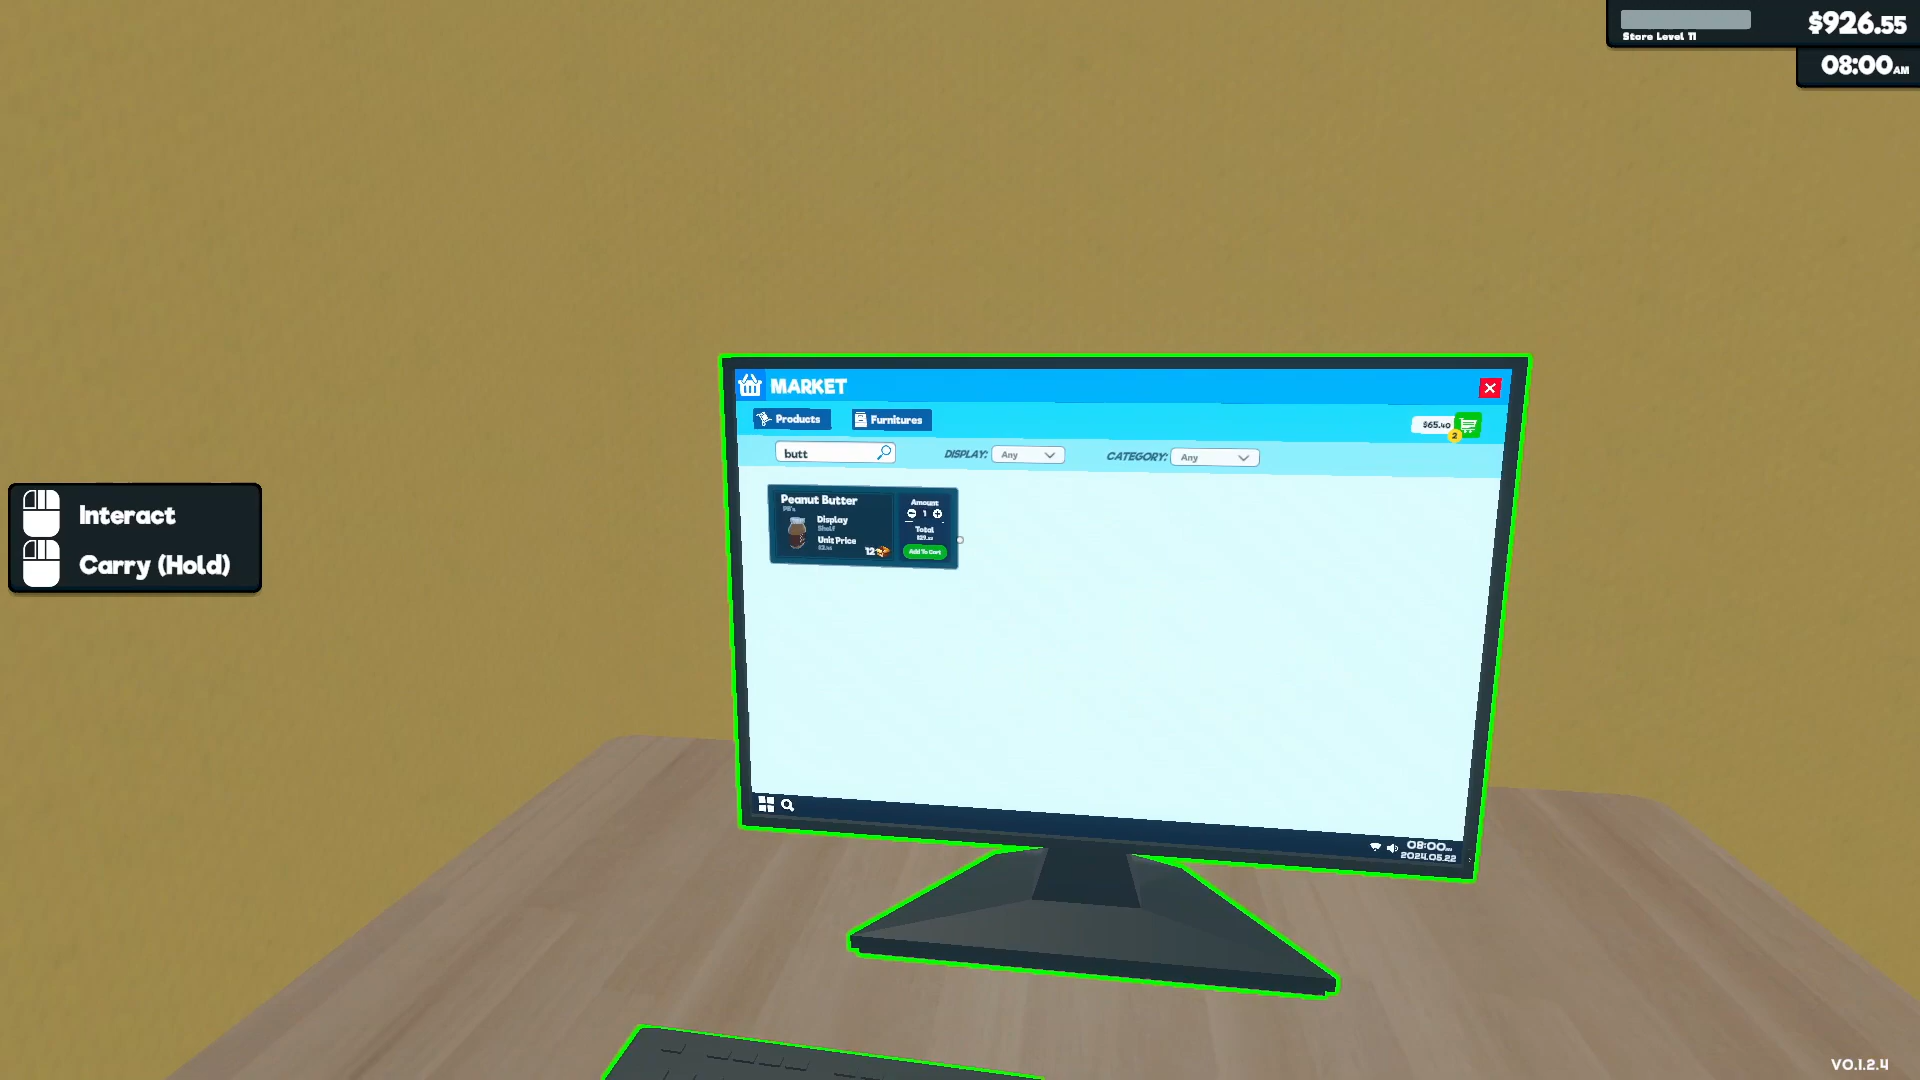 $926.55
Store Level 11
08:00AM
MARKET
Products
Furnitures
$65.40
2
butt
DISPLAY: Any
CATEGORY: Any
Peanut Butter
Display
Shelf
Unit Price
12
Amount
1
Total
Add To Cart
Interact
Carry (Hold)
08:00AM
2024.05.22
V0.1.2.4